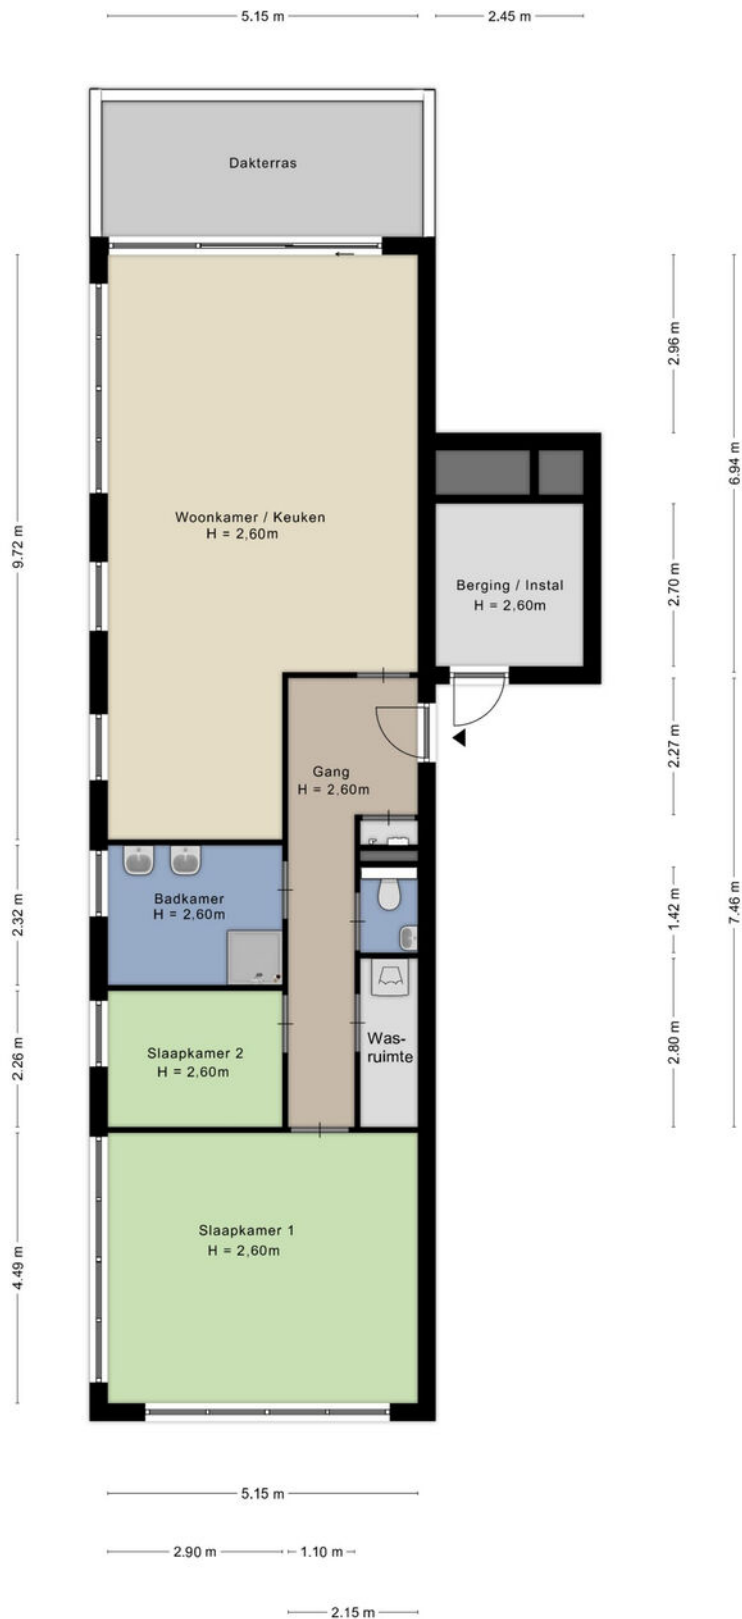 5.15 m
2.45 m
Dakterras
2.96 m
6.94 m
9.72 m
Woonkamer / Keuken
H = 2,60m
Berging / Instal
H = 2,60m
2.70 m
2.27 m
Gang
H = 2,60m
Badkamer
H = 2,60m
2.32 m
1.42 m
7.46 m
Slaapkamer 2
H = 2,60m
Was-
ruimte
2.26 m
2.80 m
Slaapkamer 1
H = 2,60m
4.49 m
5.15 m
2.90 m
1.10 m
2.15 m